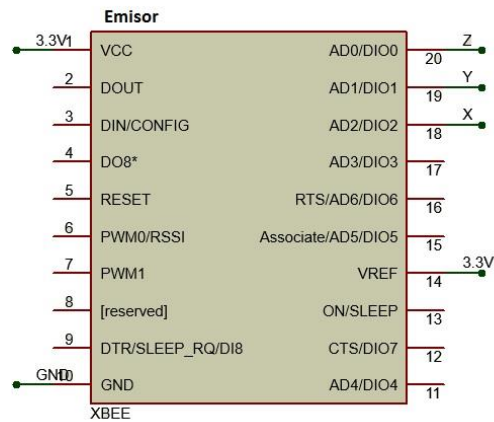 Emisor
3.3V 1 VCC AD0/DIO0 20 Z
2 DOUT AD1/DIO1 19 Y
3 DIN/CONFIG AD2/DIO2 18 X
4 DO8* AD3/DIO3 17
5 RESET RTS/AD6/DIO6 16
6 PWM0/RSSI Associate/AD5/DIO5 15
7 PWM1 VREF 14 3.3V
8 [reserved] ON/SLEEP 13
9 DTR/SLEEP_RQ/DI8 CTS/DIO7 12
GND 10 GND AD4/DIO4 11
XBEE